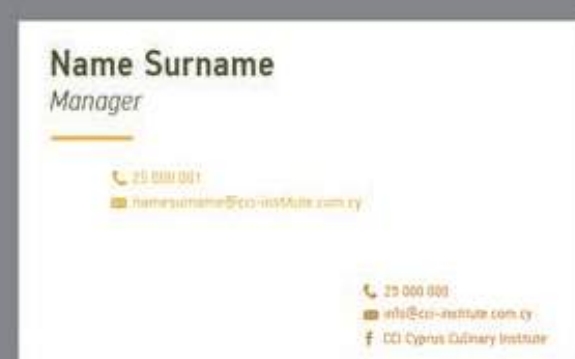 Name Surname
Manager
25 000 001
namesurname@cci-institute.com.cy
25 000 000
info@cci-institute.com.cy
CCI Cyprus Culinary Institute